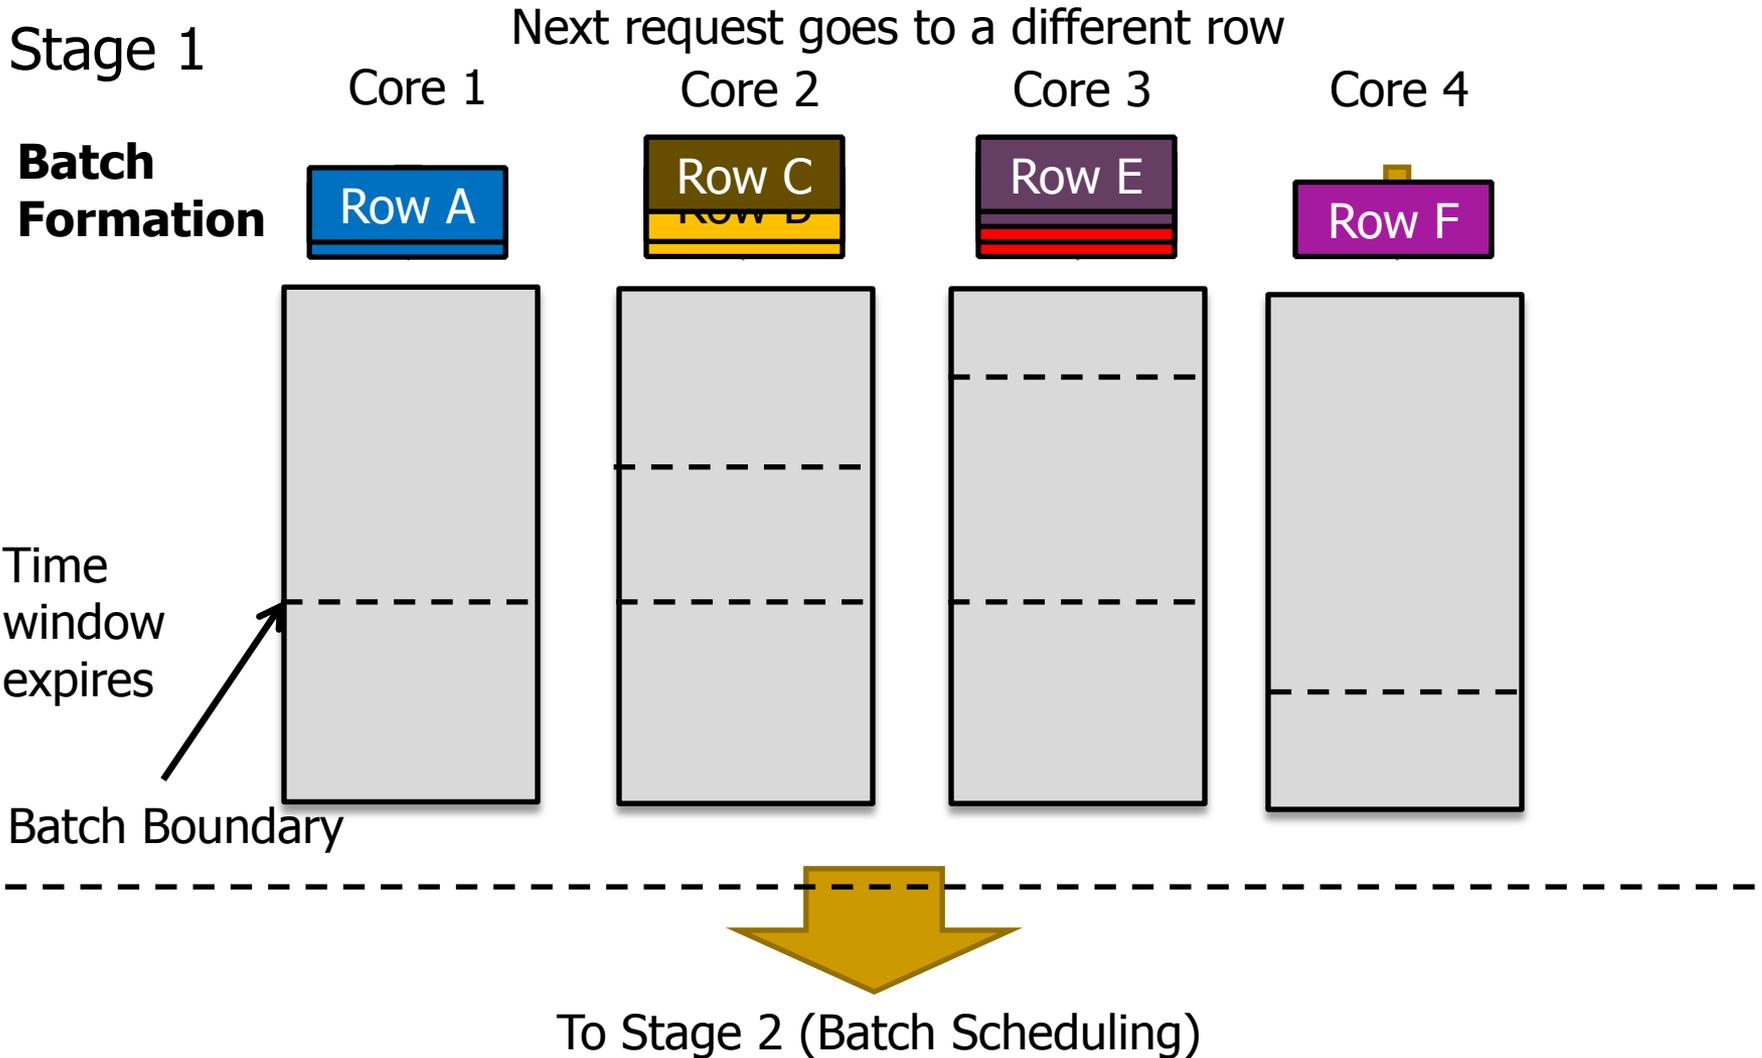 Stage 1
Next request goes to a different row
Core 1
Core 2
Core 3
Core 4
Batch
Formation
Row A
Row C
Row E
Row F
Time
window
expires
Batch Boundary
To Stage 2 (Batch Scheduling)